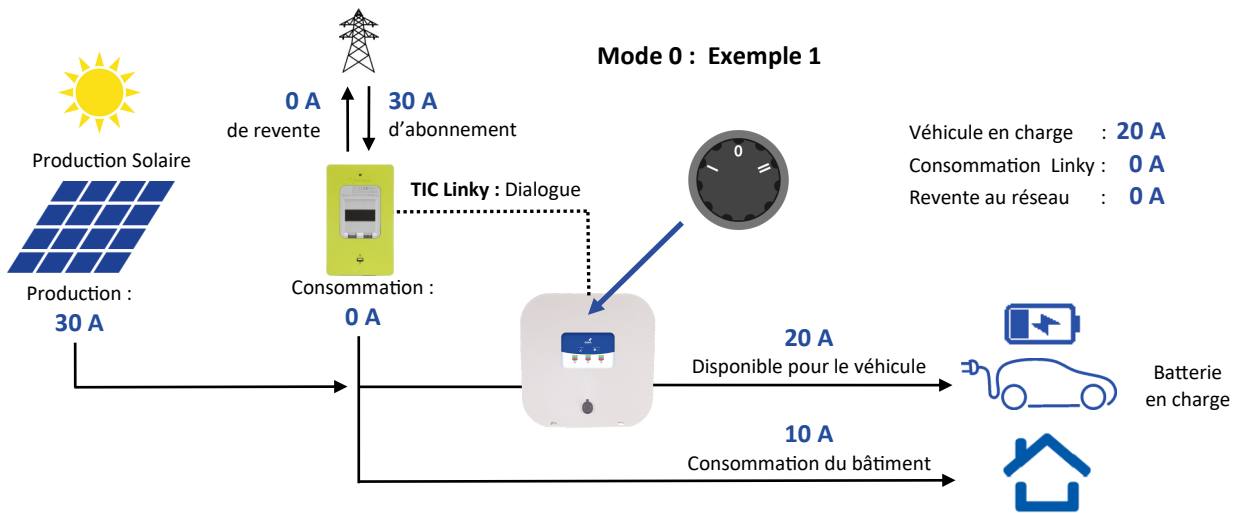 Mode 0 : Exemple 1
0 A
de revente
30 A
d'abonnement
Production Solaire
TIC Linky : Dialogue
0
Véhicule en charge : 20 A
Consommation Linky : 0 A
Revente au réseau : 0 A
Production :
30 A
Consommation :
0 A
20 A
Disponible pour le véhicule
Batterie
en charge
10 A
Consommation du bâtiment